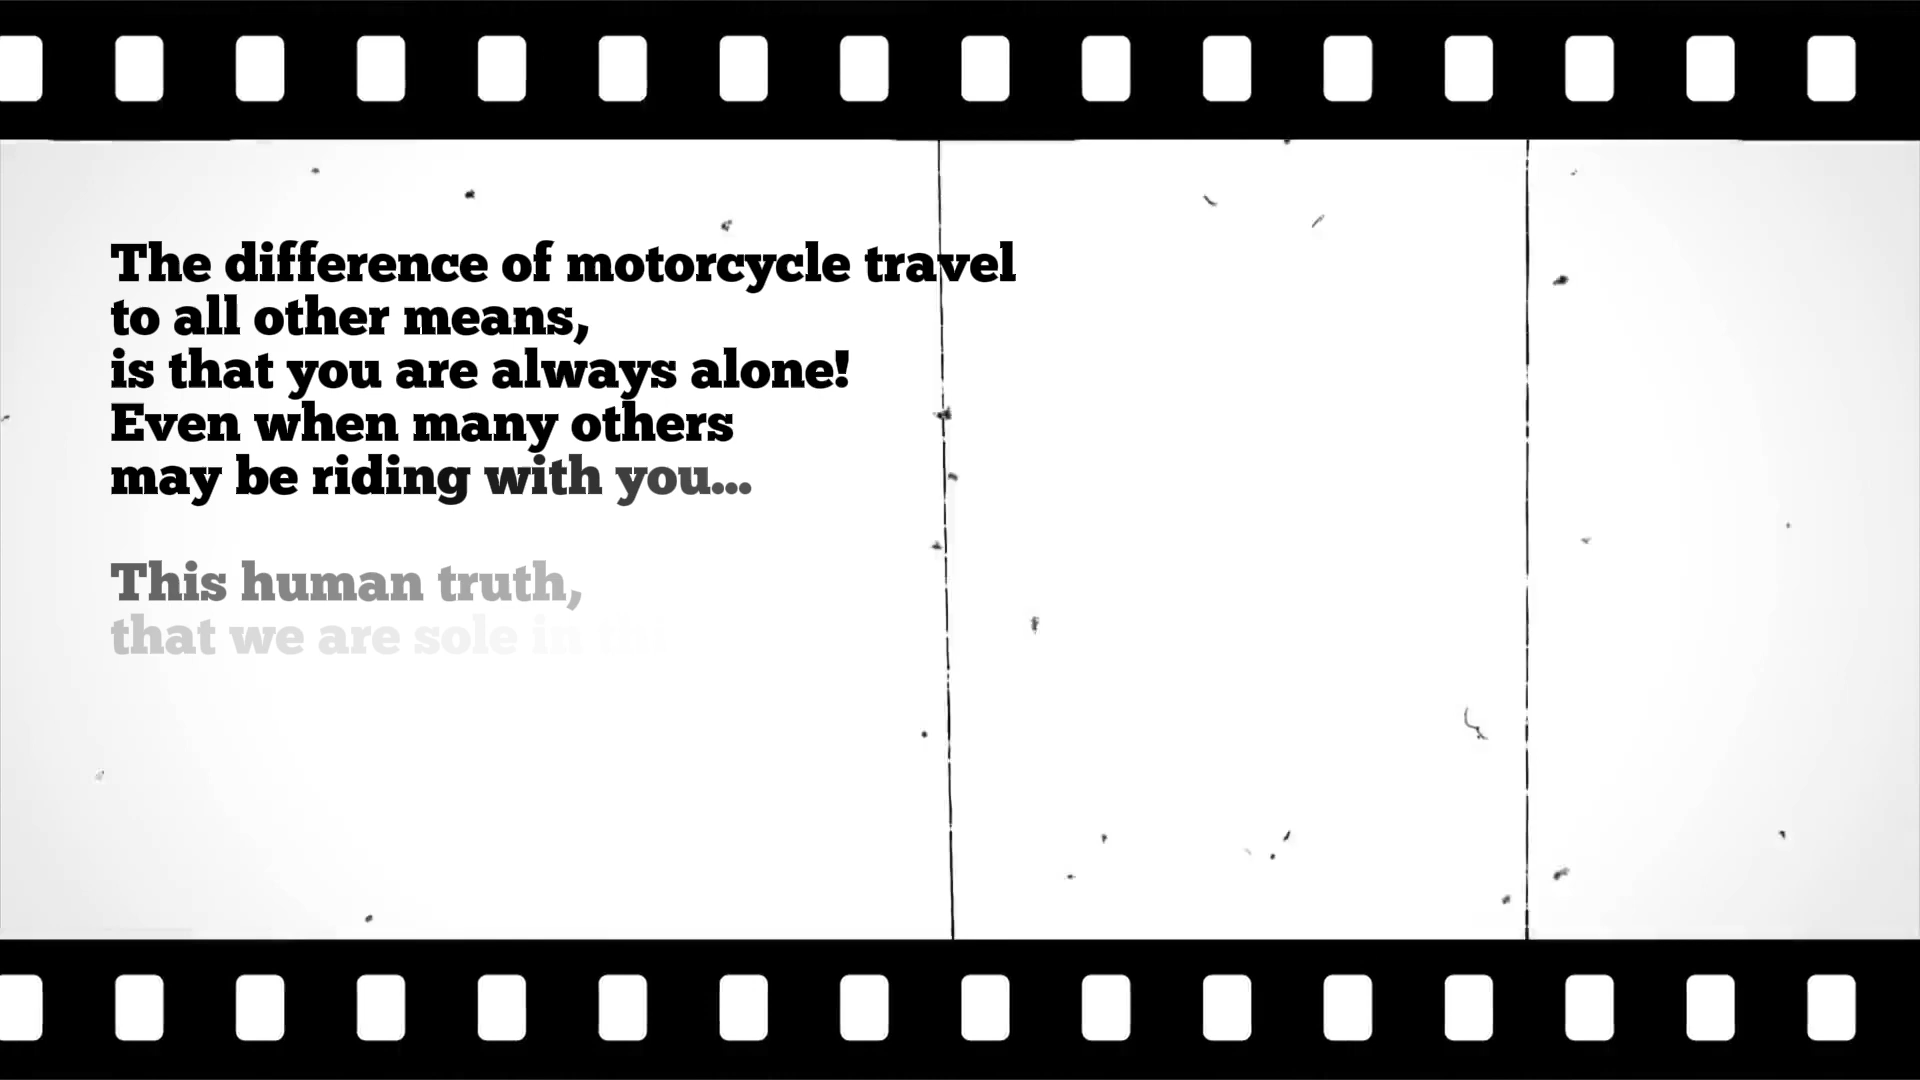 The difference of motorcycle travel
to all other means,
is that you are always alone!
Even when many others
may be riding with you...
This human truth,
that we are sole in